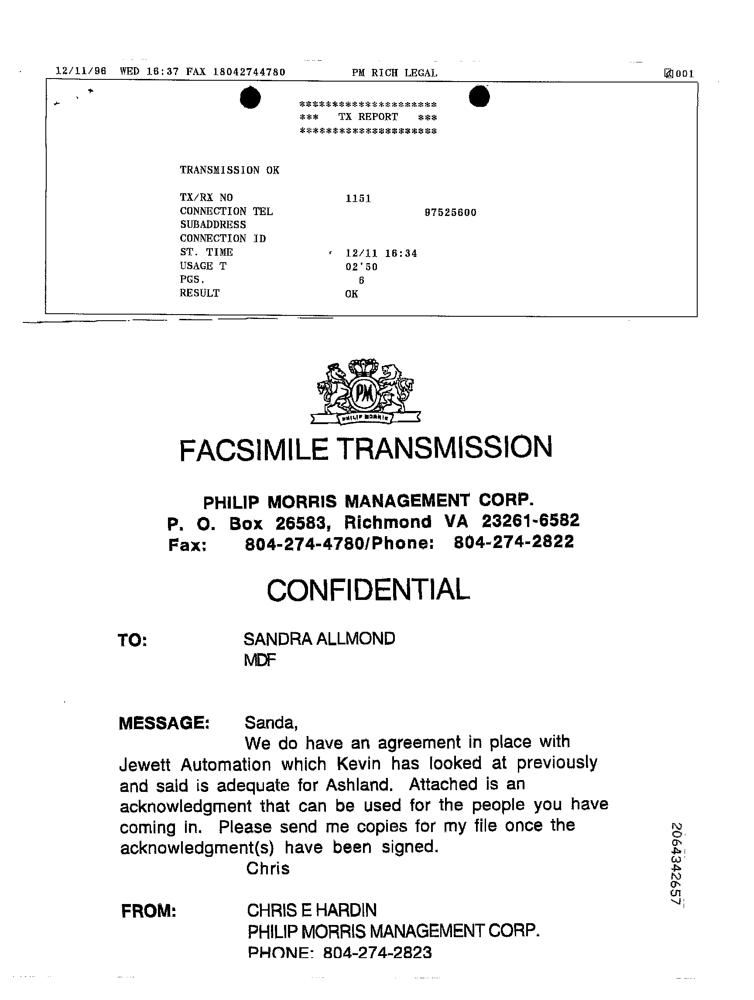 12/11/96 WED 16:37 FAX 18042744780 PM RICH LEGAL 001
*********************
*** TX REPORT ***
*********************
TRANSMISSION OK
TX/RX NO 1151
CONNECTION TEL 97525600
SUBADDRESS
CONNECTION ID
ST. TIME 12/11 16:34
USAGE T 02'50
PGS. 6
RESULT OK
PM
PHILIP MORRIS
FACSIMILE TRANSMISSION
PHILIP MORRIS MANAGEMENT CORP.
P. O. Box 26583, Richmond VA 23261-6582
Fax: 804-274-4780/Phone: 804-274-2822
CONFIDENTIAL
TO: SANDRA ALLMOND
MDF
MESSAGE: Sanda,
We do have an agreement in place with
Jewett Automation which Kevin has looked at previously
and said is adequate for Ashland. Attached is an
acknowledgment that can be used for the people you have
coming in. Please send me copies for my file once the
acknowledgment(s) have been signed.
Chris
FROM: CHRIS E HARDIN
PHILIP MORRIS MANAGEMENT CORP.
PHONE: 804-274-2823
2064342657